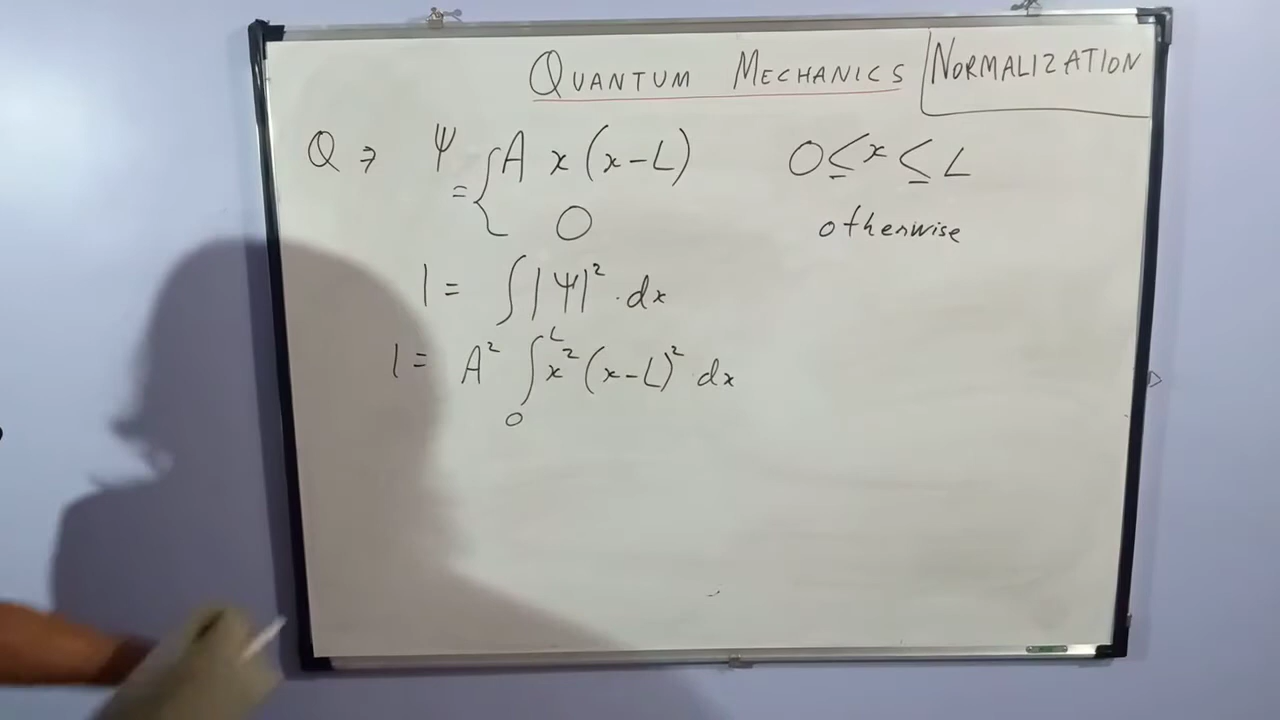 QUANTUM MECHANICS NORMALIZATION
Q ⇒ Ψ = { A x (x-L) 0 ≤ x ≤ L
0 otherwise
1 = ∫ |Ψ|² · dx
1 = A² ∫₀ᴸ x² (x-L)² dx